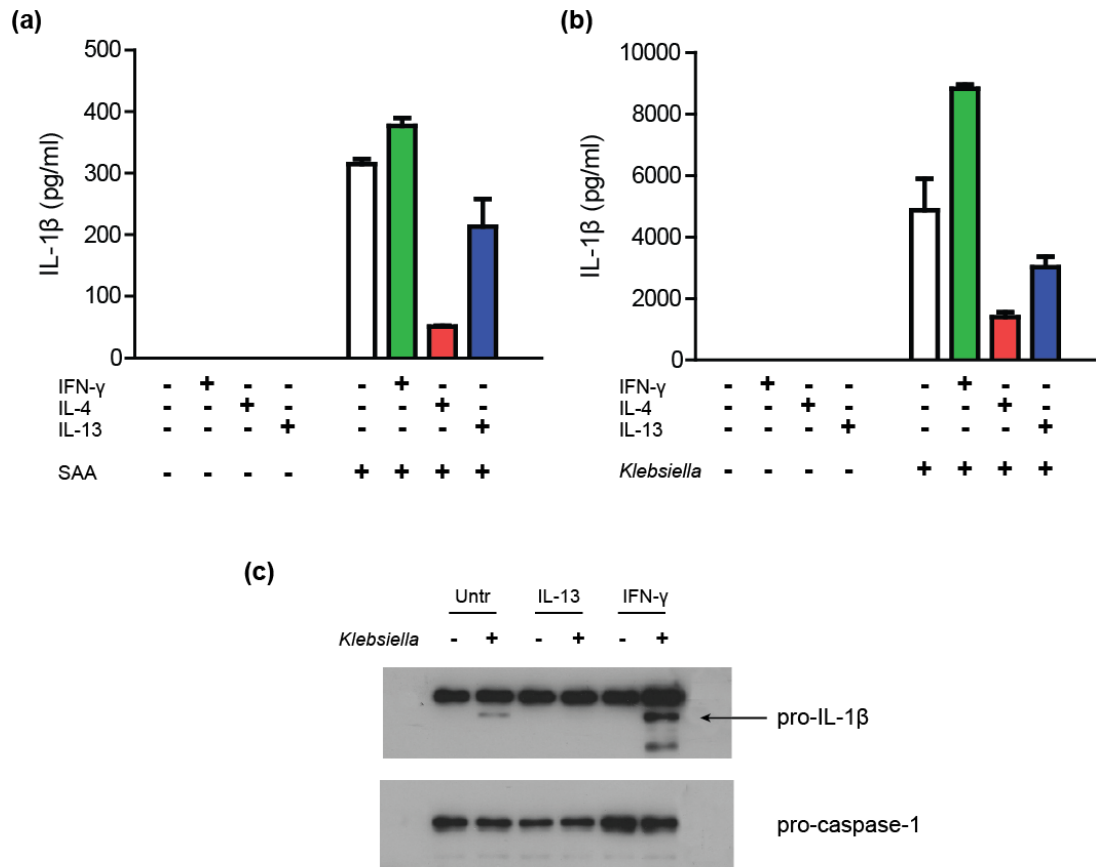 (a)
500
400
300
200
100
0
IL-1β (pg/ml)
IFN-γ - + - - - + - -
IL-4 - - + - - - + -
IL-13 - - - + - - - +
SAA - - - - + + + +
(b)
10000
8000
6000
4000
2000
0
IL-1β (pg/ml)
IFN-γ - + - - - + - -
IL-4 - - + - - - + -
IL-13 - - - + - - - +
Klebsiella - - - - + + + +
(c)
Untr IL-13 IFN-γ
Klebsiella - + - + - +
pro-IL-1β
pro-caspase-1